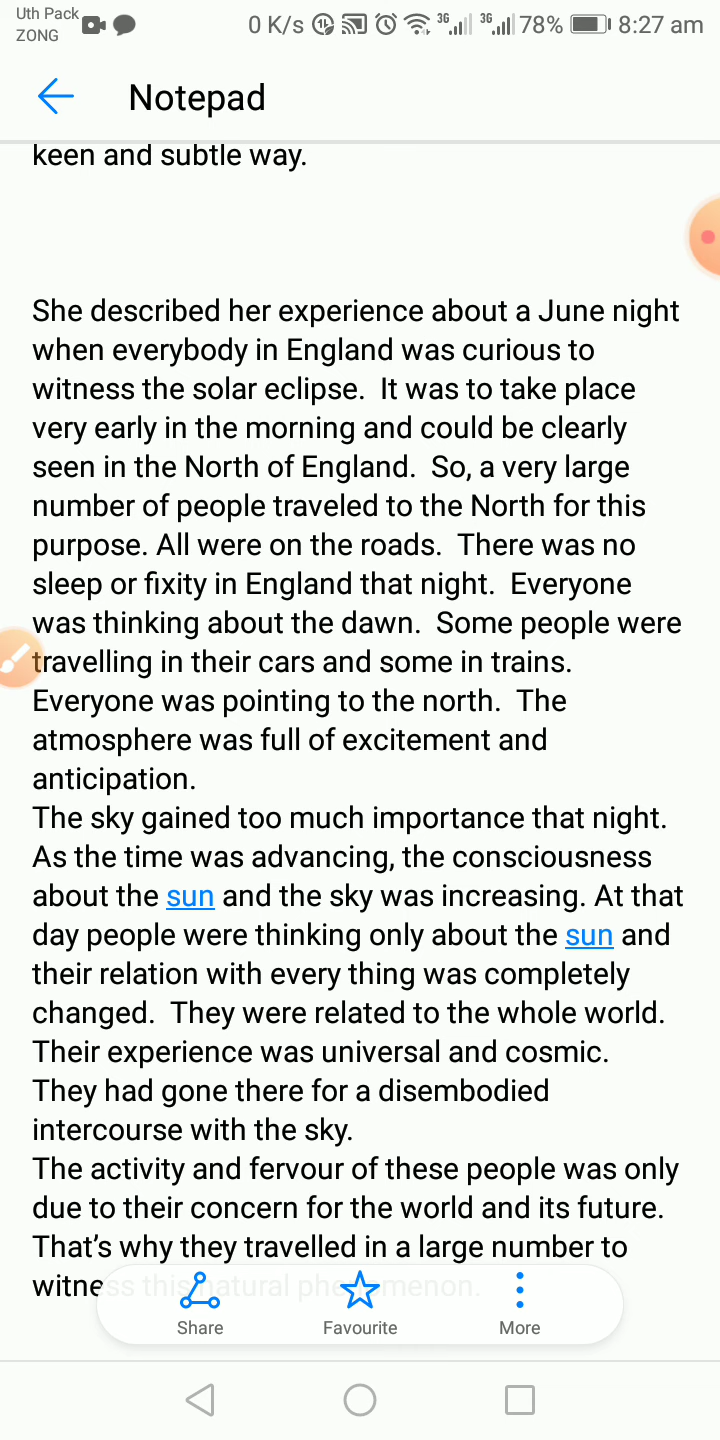 Uth Pack
ZONG
0 K/s 3G 3G 78% 8:27 am
Notepad
keen and subtle way.
She described her experience about a June night
when everybody in England was curious to
witness the solar eclipse.  It was to take place
very early in the morning and could be clearly
seen in the North of England.  So, a very large
number of people traveled to the North for this
purpose. All were on the roads.  There was no
sleep or fixity in England that night.  Everyone
was thinking about the dawn.  Some people were
travelling in their cars and some in trains.
Everyone was pointing to the north.  The
atmosphere was full of excitement and
anticipation.
The sky gained too much importance that night.
As the time was advancing, the consciousness
about the sun and the sky was increasing. At that
day people were thinking only about the sun and
their relation with every thing was completely
changed.  They were related to the whole world.
Their experience was universal and cosmic.
They had gone there for a disembodied
intercourse with the sky.
The activity and fervour of these people was only
due to their concern for the world and its future.
That’s why they travelled in a large number to
witness this natural phenomenon.
Share Favourite More